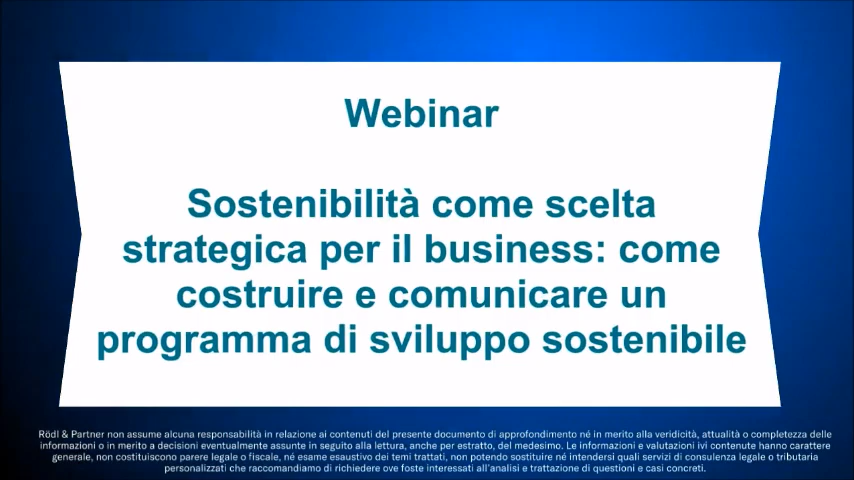 Webinar
Sostenibilità come scelta
strategica per il business: come
costruire e comunicare un
programma di sviluppo sostenibile
Rödl & Partner non assume alcuna responsabilità in relazione ai contenuti del presente documento di approfondimento né in merito alla veridicità, attualità o completezza delle
informazioni o in merito a decisioni eventualmente assunte in seguito alla lettura, anche per estratto, del medesimo. Le informazioni e valutazioni ivi contenute hanno carattere
generale, non costituiscono parere legale o fiscale, né esame esaustivo dei temi trattati, non potendo sostituire né intendersi quali servizi di consulenza legale o tributaria
personalizzati che raccomandiamo di richiedere ove foste interessati all'analisi e trattazione di questioni e casi concreti.